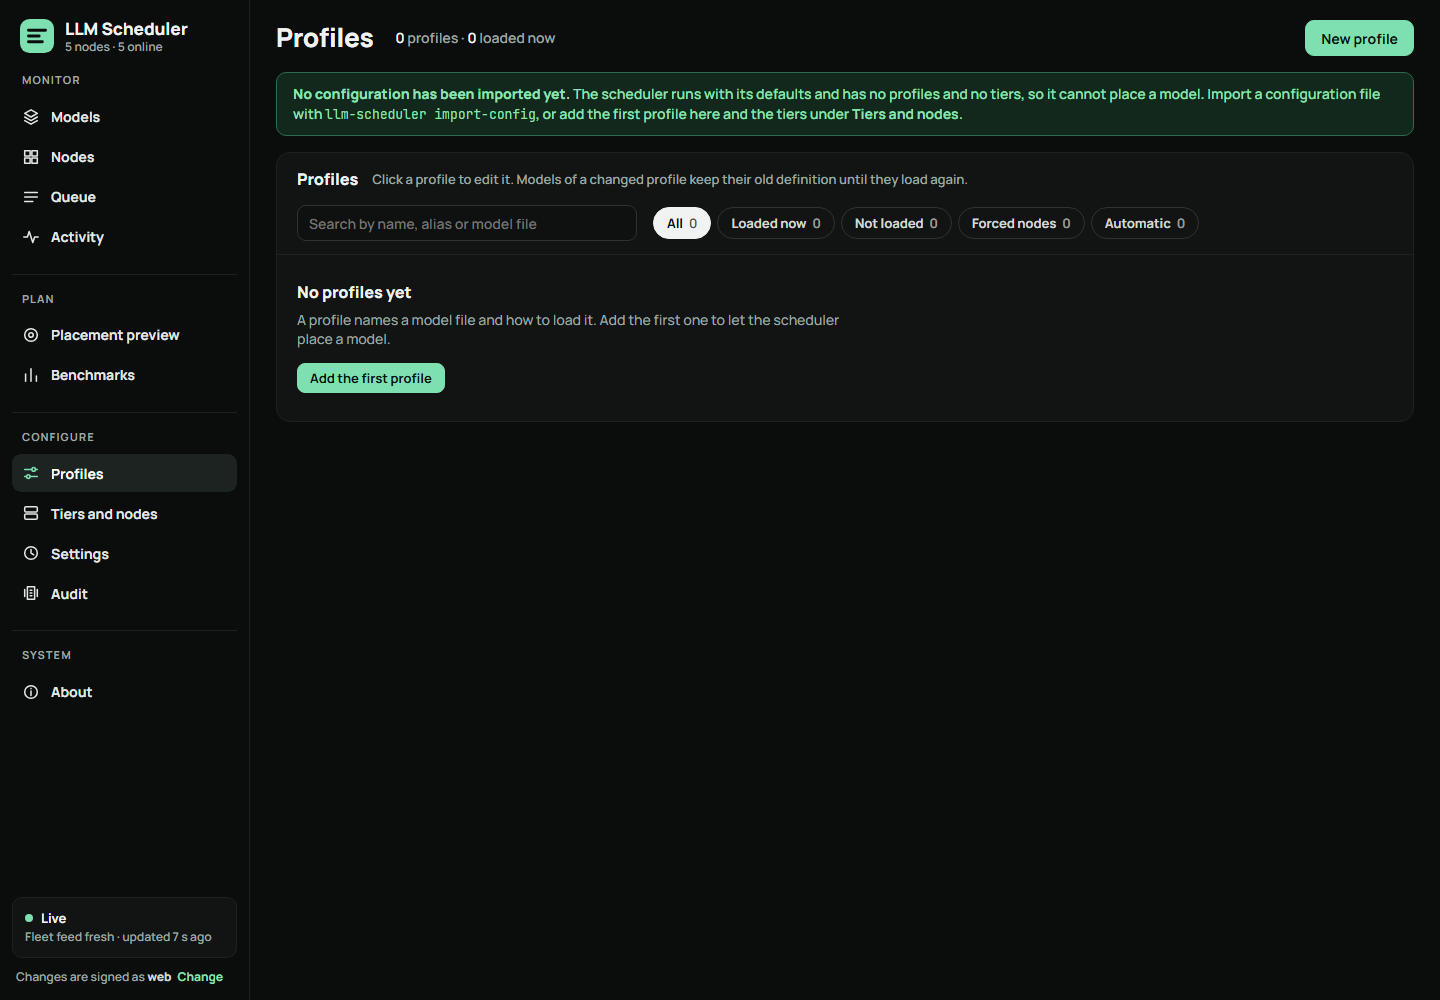 LLM Scheduler
5 nodes · 5 online
MONITOR
Models
Nodes
Queue
Activity
PLAN
Placement preview
Benchmarks
CONFIGURE
Profiles
Tiers and nodes
Settings
Audit
SYSTEM
About
Live
Fleet feed fresh · updated 7 s ago
Changes are signed as web Change
Profiles
0 profiles · 0 loaded now
New profile
No configuration has been imported yet. The scheduler runs with its defaults and has no profiles and no tiers, so it cannot place a model. Import a configuration file
with llm-scheduler import-config, or add the first profile here and the tiers under Tiers and nodes.
Profiles Click a profile to edit it. Models of a changed profile keep their old definition until they load again.
Search by name, alias or model file
All 0
Loaded now 0
Not loaded 0
Forced nodes 0
Automatic 0
No profiles yet
A profile names a model file and how to load it. Add the first one to let the scheduler
place a model.
Add the first profile